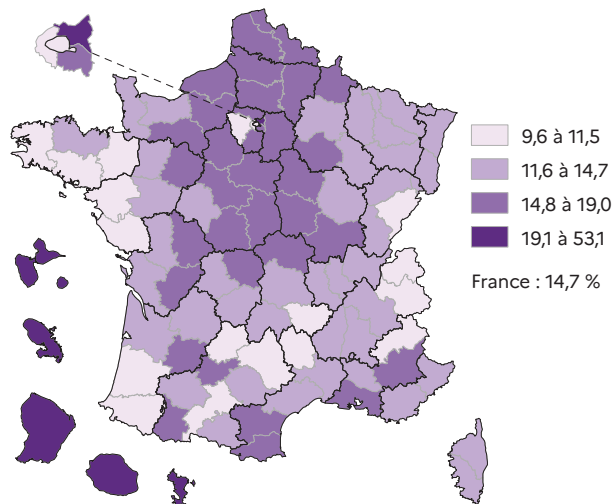 9,6 à 11,5
11,6 à 14,7
14,8 à 19,0
19,1 à 53,1
France : 14,7 %